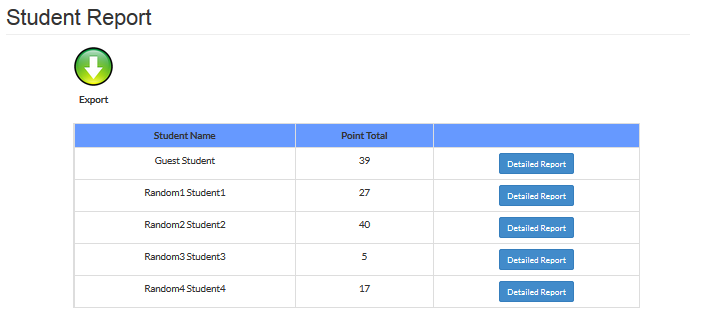 Student Report
Export
Student Name Point Total
Guest Student 39 Detailed Report
Random1 Student1 27 Detailed Report
Random2 Student2 40 Detailed Report
Random3 Student3 5 Detailed Report
Random4 Student4 17 Detailed Report